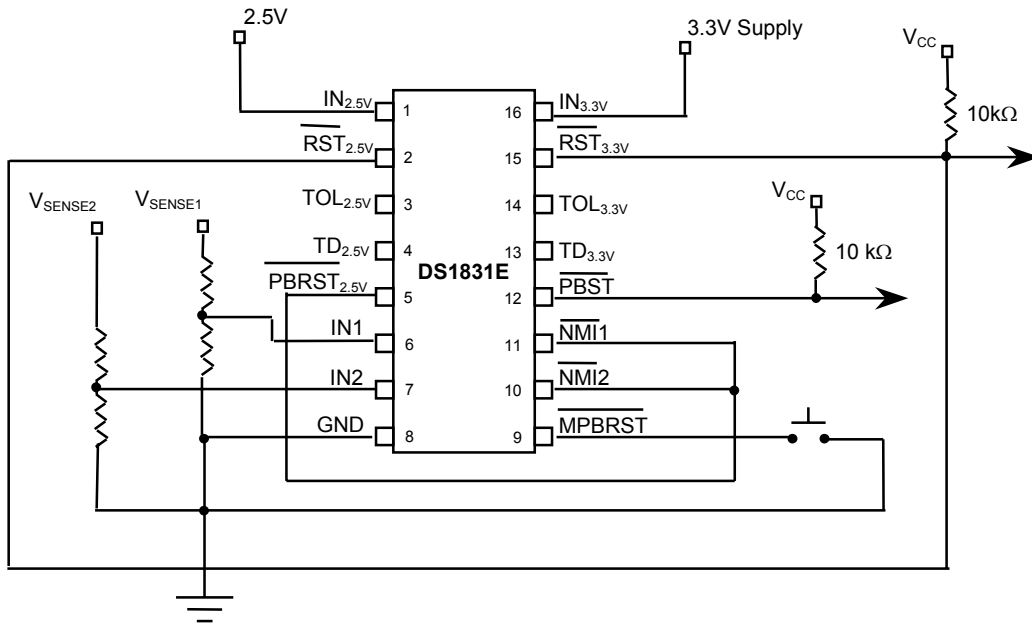 2.5V
3.3V Supply
VCC
10kΩ
IN2.5V
1
16
IN3.3V
RST2.5V
2
15
RST3.3V
VSENSE2
VSENSE1
TOL2.5V
3
14
TOL3.3V
VCC
10 kΩ
TD2.5V
4
13
TD3.3V
DS1831E
PBRST2.5V
5
12
PBST
IN1
6
11
NMI1
IN2
7
10
NMI2
GND
8
9
MPBRST